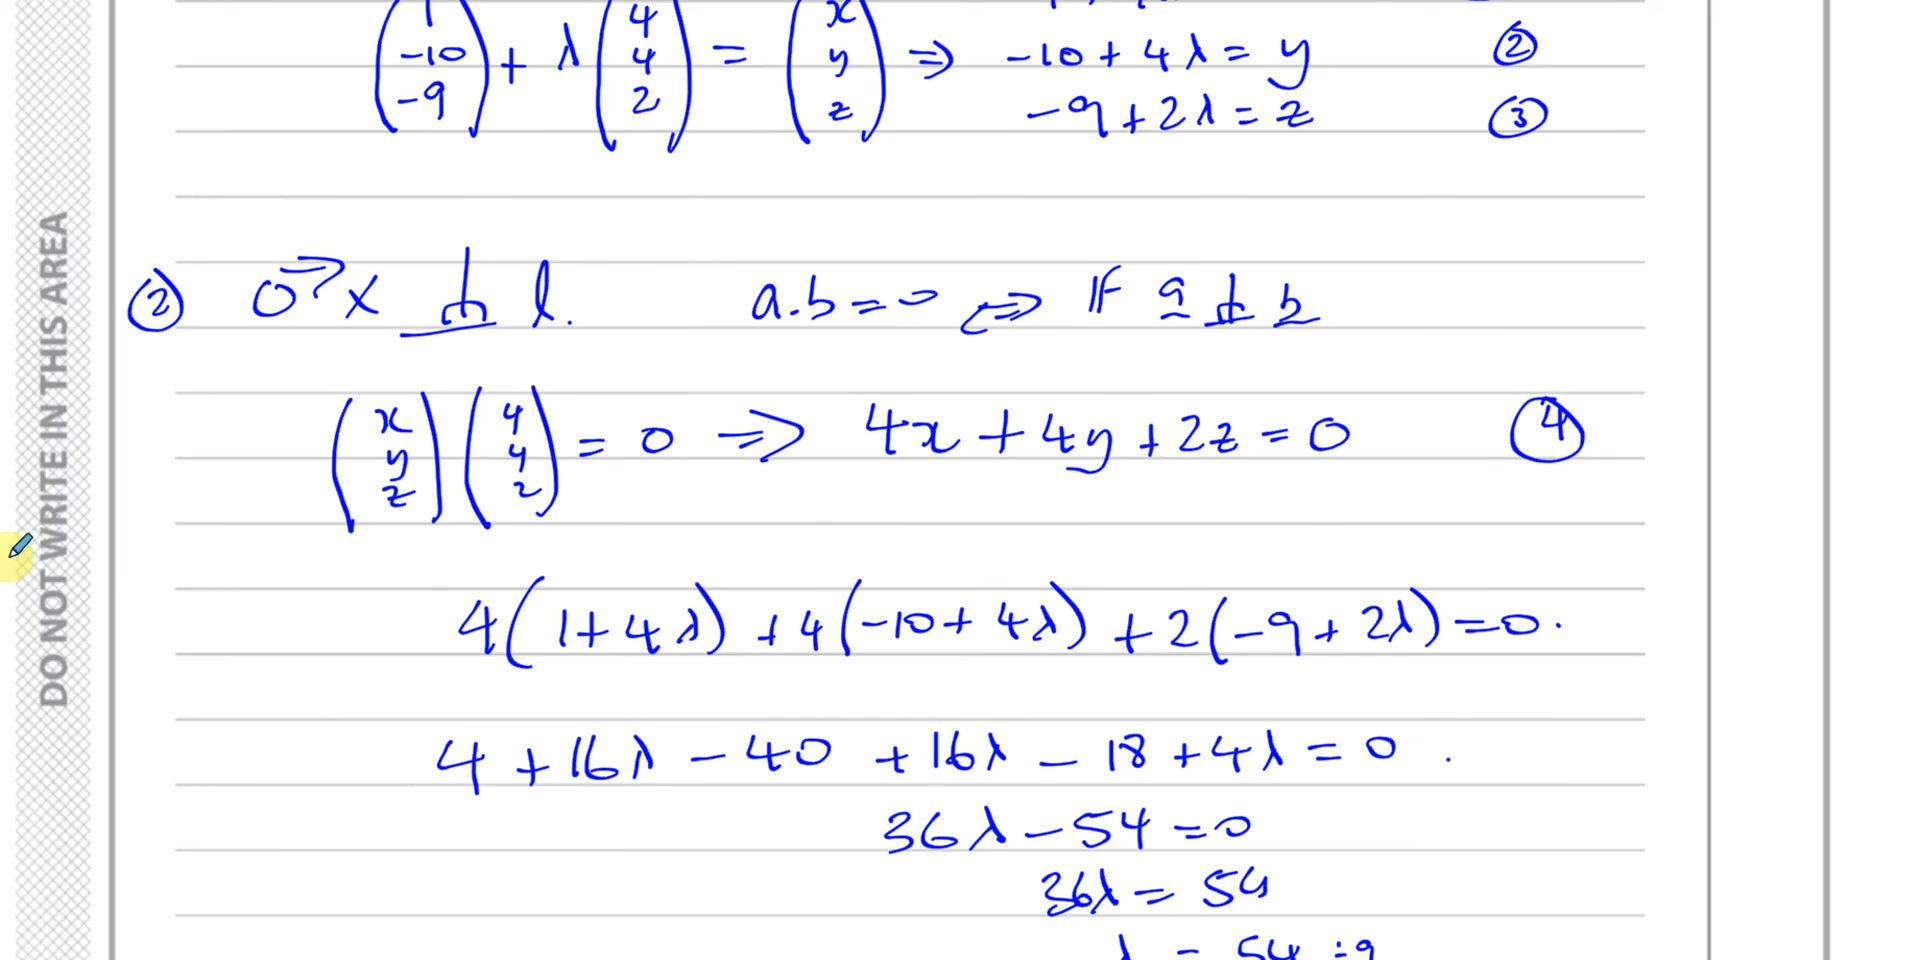 DO NOT WRITE IN THIS AREA
(1 -10 -9) + λ (4 4 2) = (x y z) ⇒ -10 + 4λ = y ②
-9 + 2λ = z ③
② O→X ⊥ l. a.b = 0 ⇔ IF a ⊥ b
(x y z)(4 4 2) = 0 ⇒ 4x + 4y + 2z = 0 ④
4(1 + 4λ) + 4(-10 + 4λ) + 2(-9 + 2λ) = 0.
4 + 16λ - 40 + 16λ - 18 + 4λ = 0.
36λ - 54 = 0
36λ = 54
λ = 54 ÷9